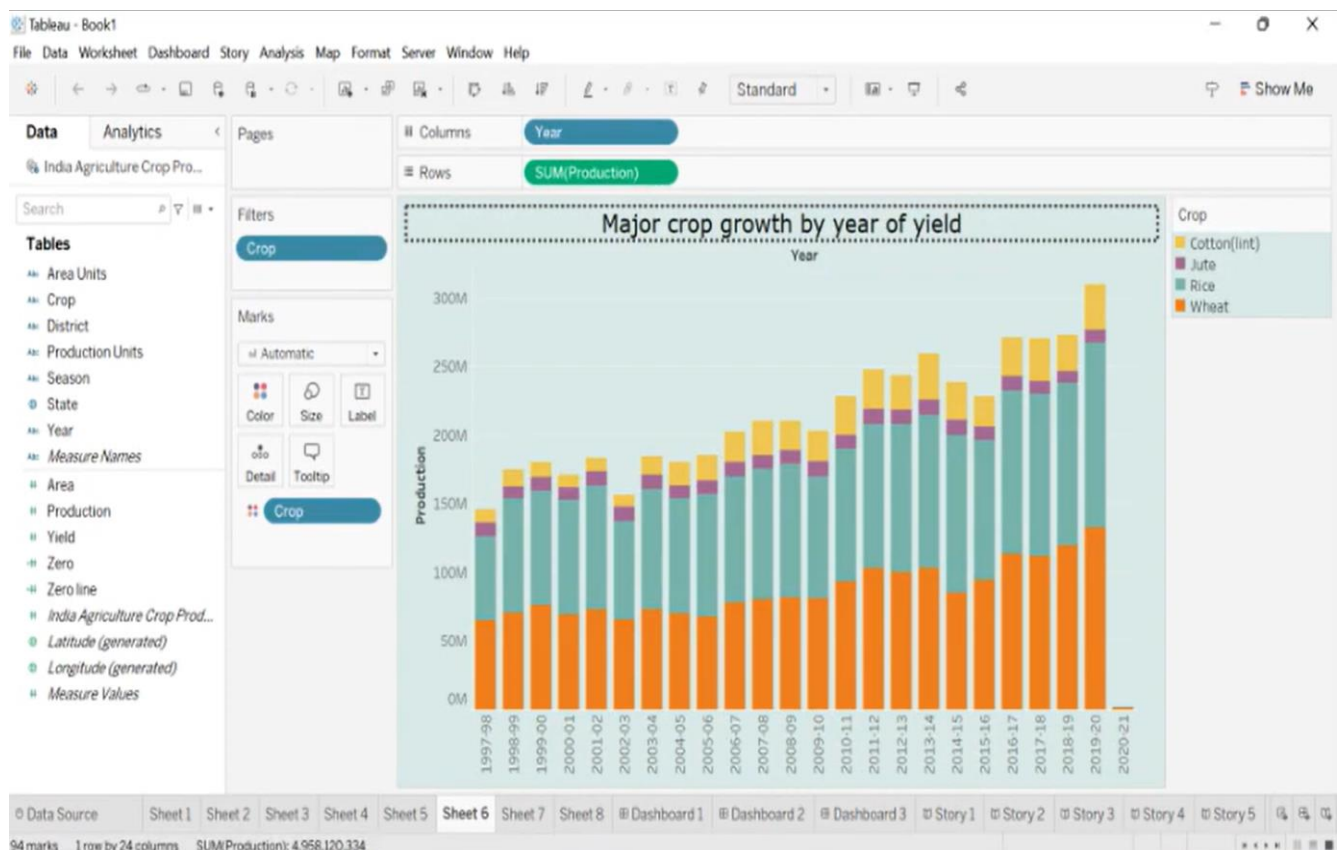 Tableau - Book1
File Data Worksheet Dashboard Story Analysis Map Format Server Window Help
Standard
Show Me
Data Analytics
India Agriculture Crop Pro...
Search
Tables
Area Units
Crop
District
Production Units
Season
State
Year
Measure Names
Area
Production
Yield
Zero
Zero line
India Agriculture Crop Prod...
Latitude (generated)
Longitude (generated)
Measure Values
Pages
Filters
Crop
Marks
Automatic
Color Size Label
Detail Tooltip
Crop
Columns Year
Rows SUM(Production)
Major crop growth by year of yield
Year
Production
300M
250M
200M
150M
100M
50M
0M
1997-98
1998-99
1999-00
2000-01
2001-02
2002-03
2003-04
2004-05
2005-06
2006-07
2007-08
2008-09
2009-10
2010-11
2011-12
2012-13
2013-14
2014-15
2015-16
2016-17
2017-18
2018-19
2019-20
2020-21
Crop
Cotton(lint)
Jute
Rice
Wheat
Data Source Sheet 1 Sheet 2 Sheet 3 Sheet 4 Sheet 5 Sheet 6 Sheet 7 Sheet 8 Dashboard 1 Dashboard 2 Dashboard 3 Story 1 Story 2 Story 3 Story 4 Story 5
94 marks 1 row by 24 columns SUM(Production): 4,958,120,334